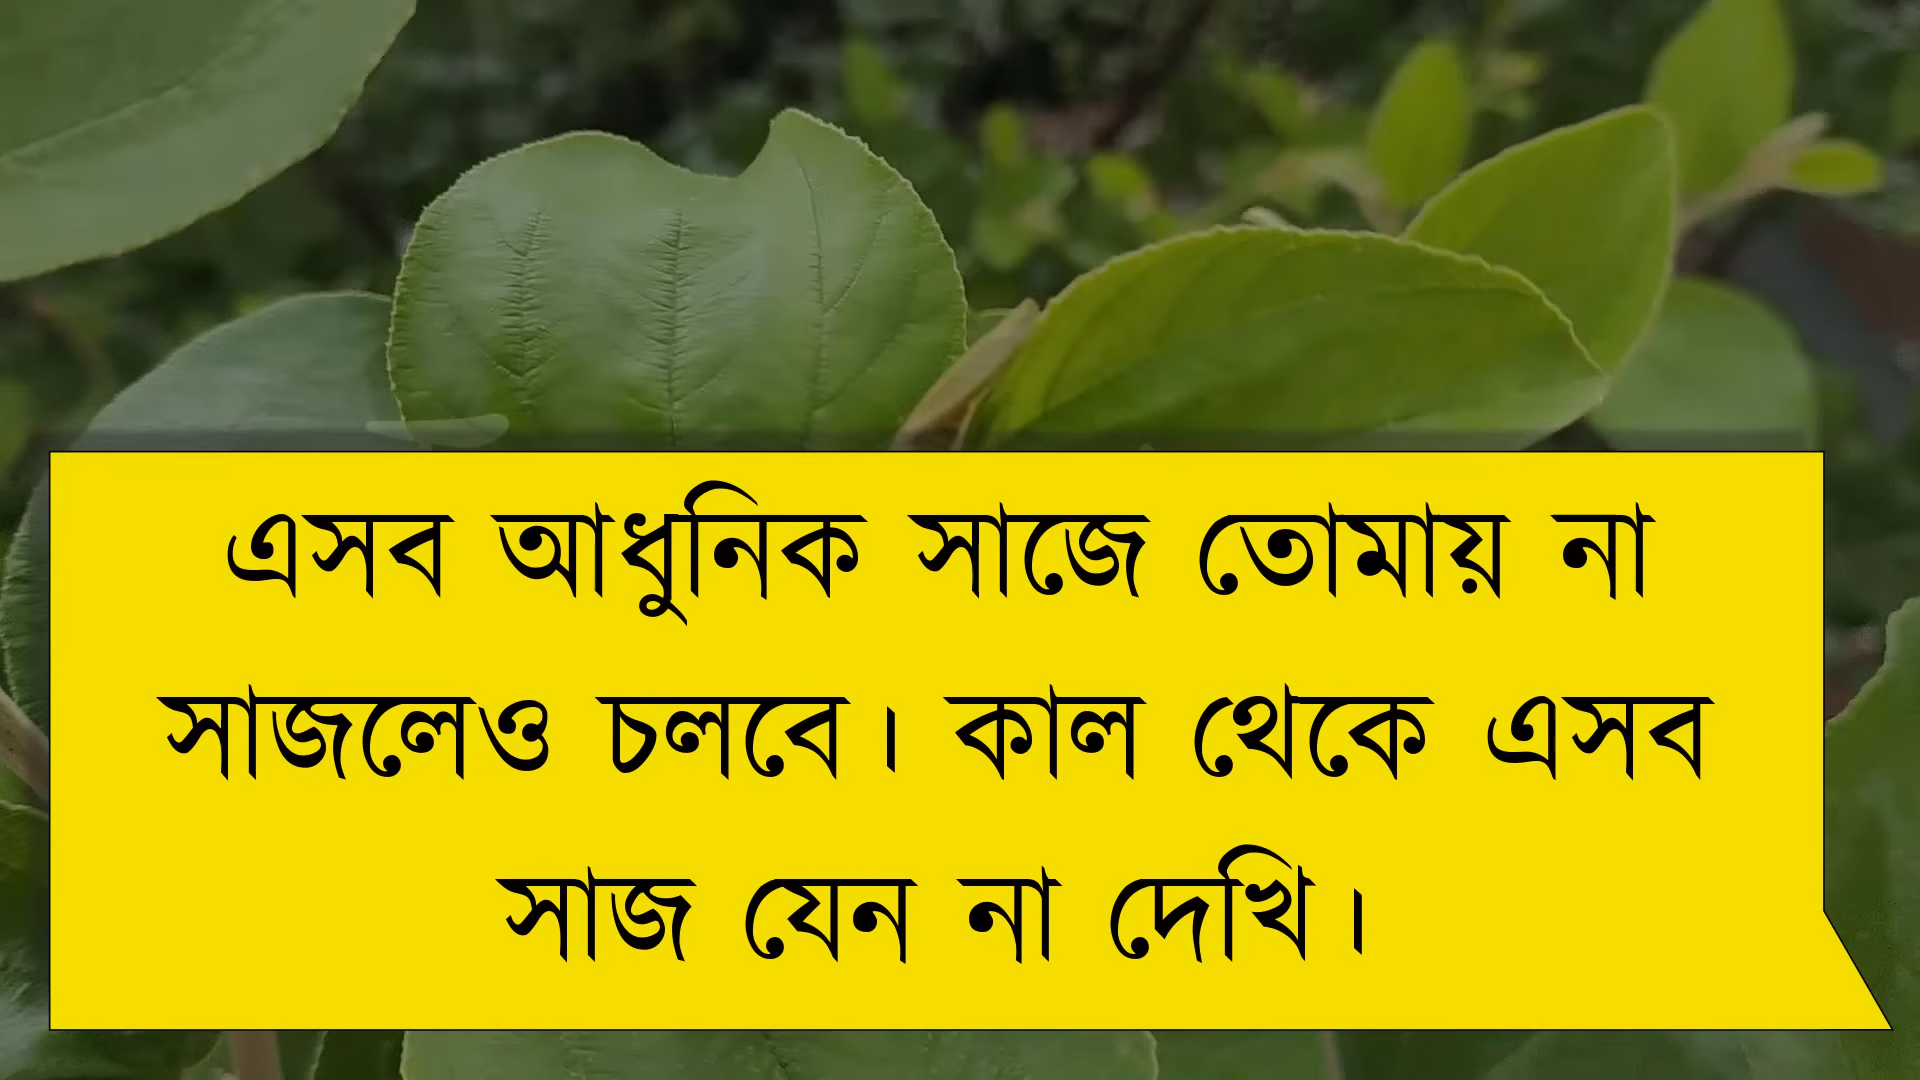 এসব আধুনিক সাজে তোমায় না
সাজলেও চলবে। কাল থেকে এসব
সাজ যেন না দেখি।